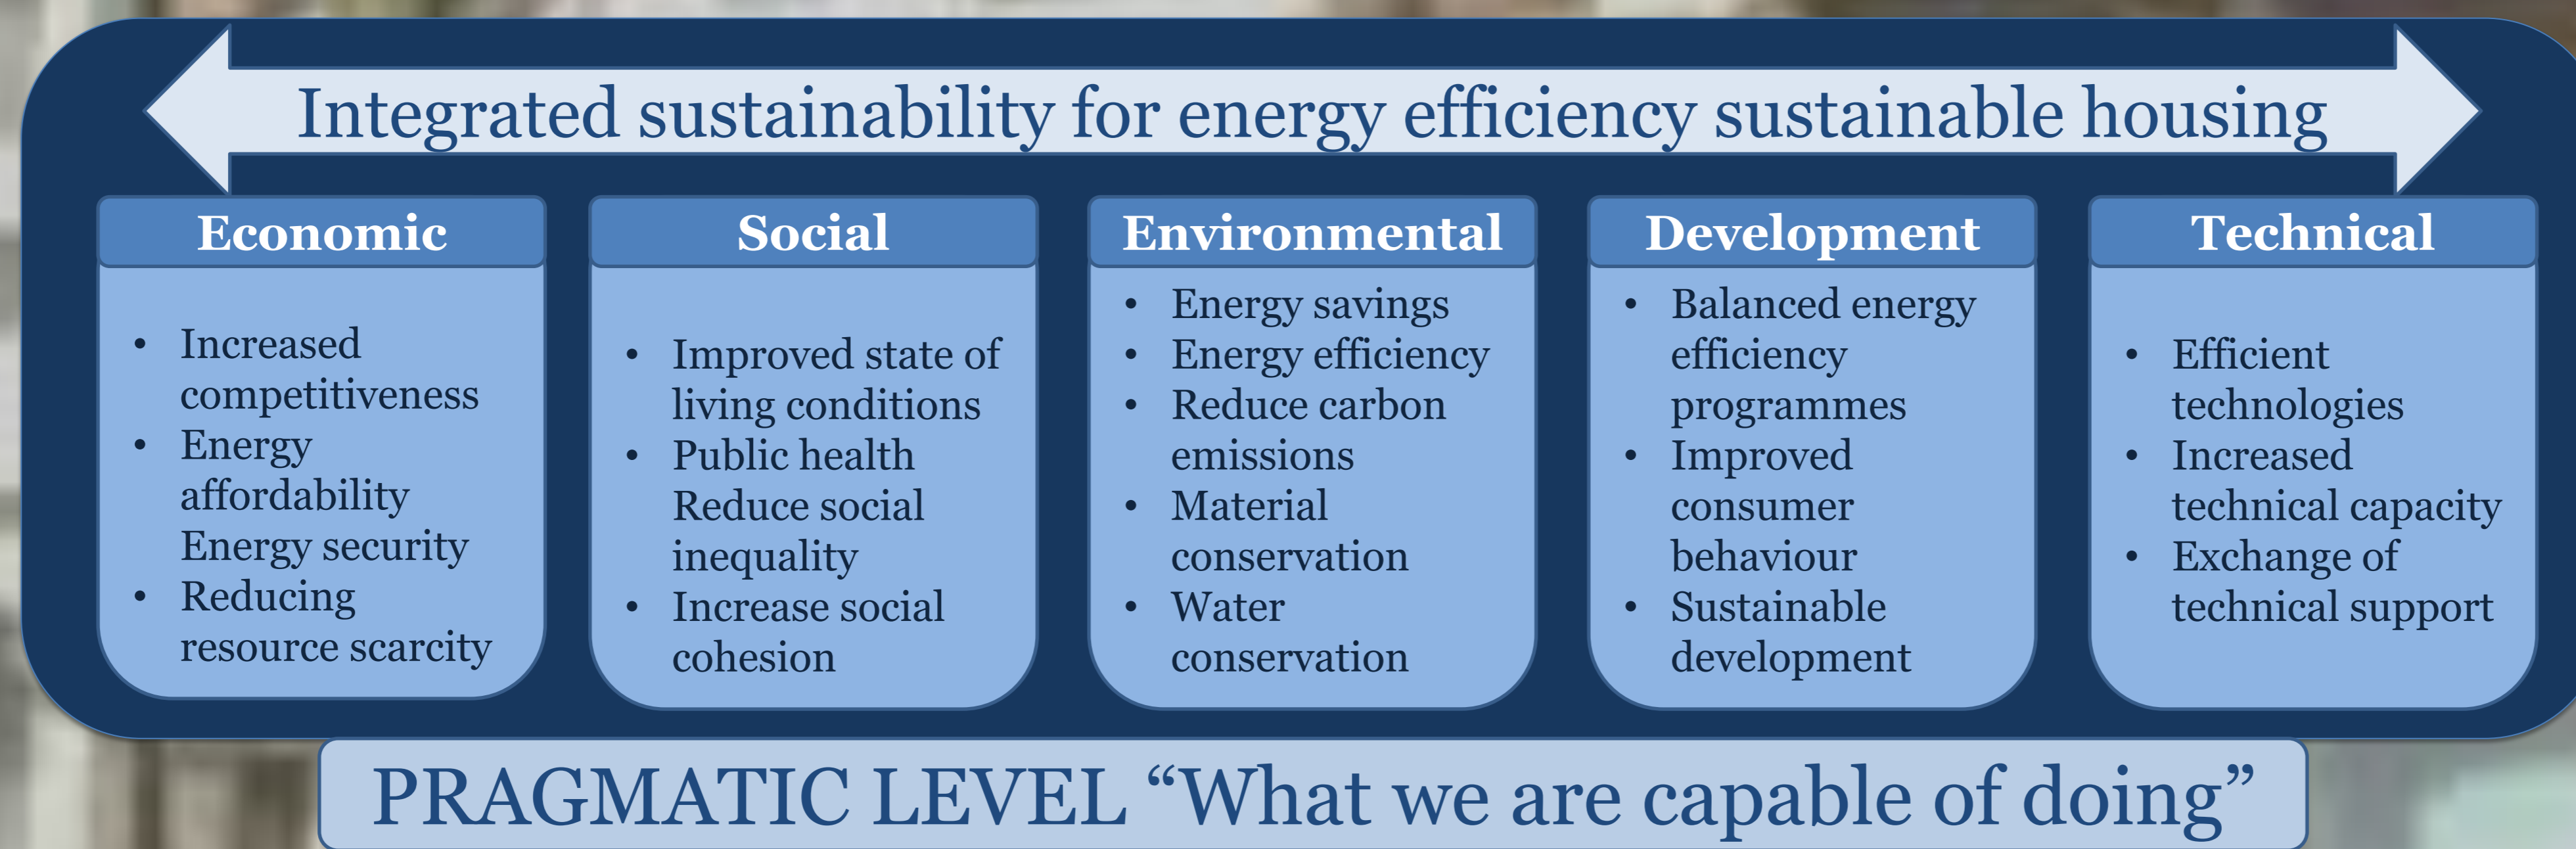 Integrated sustainability for energy efficiency sustainable housing
Economic
• Increased
competitiveness
• Energy
affordability
Energy security
• Reducing
resource scarcity
Social
• Improved state of
living conditions
• Public health
Reduce social
inequality
• Increase social
cohesion
Environmental
• Energy savings
• Energy efficiency
• Reduce carbon
emissions
• Material
conservation
• Water
conservation
Development
• Balanced energy
efficiency
programmes
• Improved
consumer
behaviour
• Sustainable
development
Technical
• Efficient
technologies
• Increased
technical capacity
• Exchange of
technical support
PRAGMATIC LEVEL “What we are capable of doing”